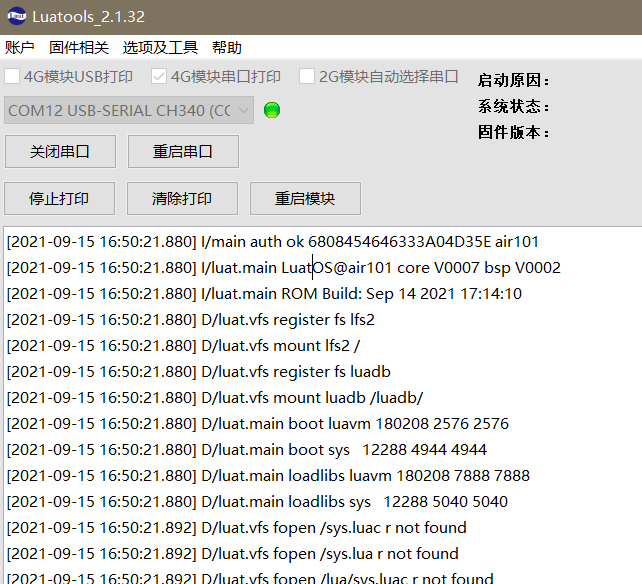 Luatools_2.1.32
账户 固件相关 选项及工具 帮助
4G模块USB打印 4G模块串口打印 2G模块自动选择串口 启动原因：
COM12 USB-SERIAL CH340 (CC 系统状态：
固件版本：
关闭串口 重启串口
停止打印 清除打印 重启模块
[2021-09-15 16:50:21.880] I/main auth ok 6808454646333A04D35E air101
[2021-09-15 16:50:21.880] I/luat.main LuatOS@air101 core V0007 bsp V0002
[2021-09-15 16:50:21.880] I/luat.main ROM Build: Sep 14 2021 17:14:10
[2021-09-15 16:50:21.880] D/luat.vfs register fs lfs2
[2021-09-15 16:50:21.880] D/luat.vfs mount lfs2 /
[2021-09-15 16:50:21.880] D/luat.vfs register fs luadb
[2021-09-15 16:50:21.880] D/luat.vfs mount luadb /luadb/
[2021-09-15 16:50:21.880] D/luat.main boot luavm 180208 2576 2576
[2021-09-15 16:50:21.880] D/luat.main boot sys 12288 4944 4944
[2021-09-15 16:50:21.880] D/luat.main loadlibs luavm 180208 7888 7888
[2021-09-15 16:50:21.880] D/luat.main loadlibs sys 12288 5040 5040
[2021-09-15 16:50:21.892] D/luat.vfs fopen /sys.luac r not found
[2021-09-15 16:50:21.892] D/luat.vfs fopen /sys.lua r not found
[2021-09-15 16:50:21.892] D/luat.vfs fopen /lua/sys.luac r not found